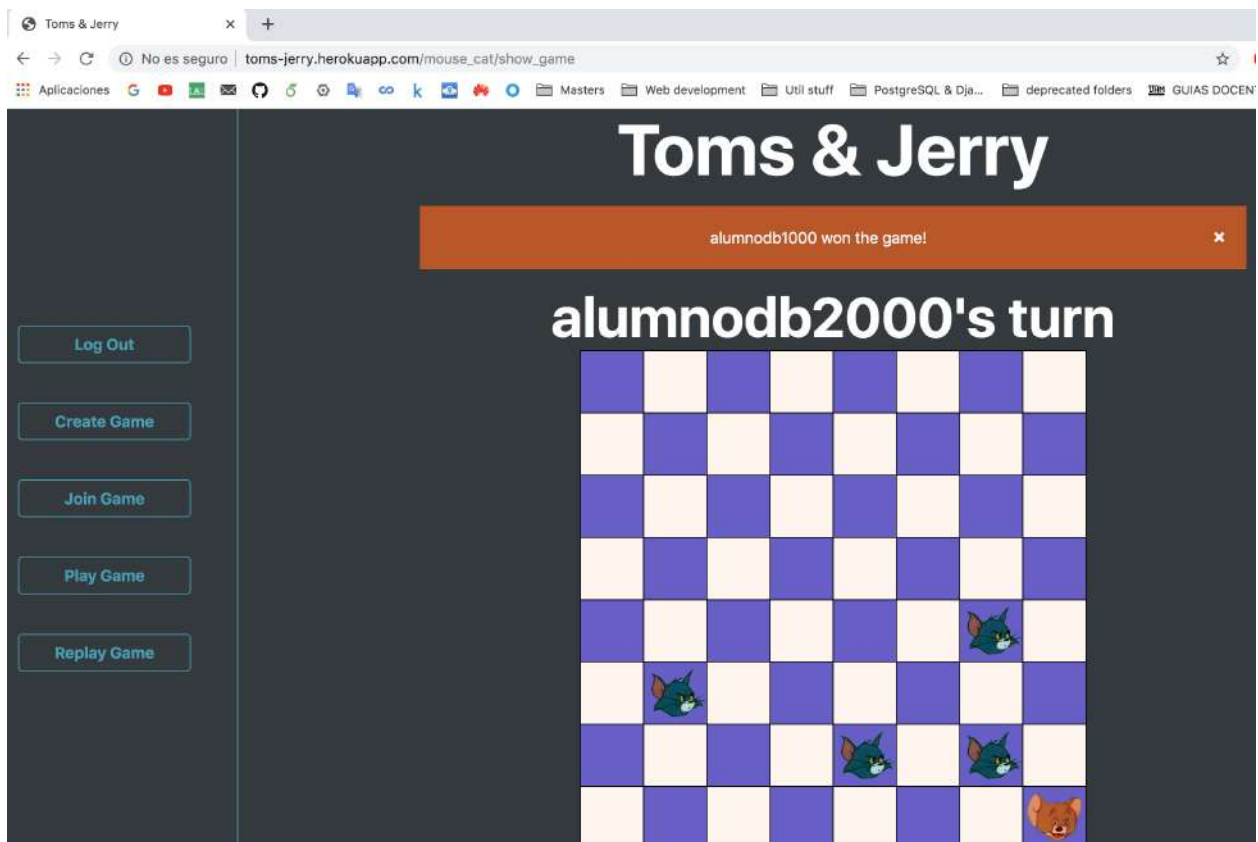 Toms & Jerry
No es seguro toms-jerry.herokuapp.com/mouse_cat/show_game
Aplicaciones Masters Web development Util stuff PostgreSQL & Dja... deprecated folders GUIAS DOCENT
Toms & Jerry
alumnodb1000 won the game!
alumnodb2000's turn
Log Out
Create Game
Join Game
Play Game
Replay Game